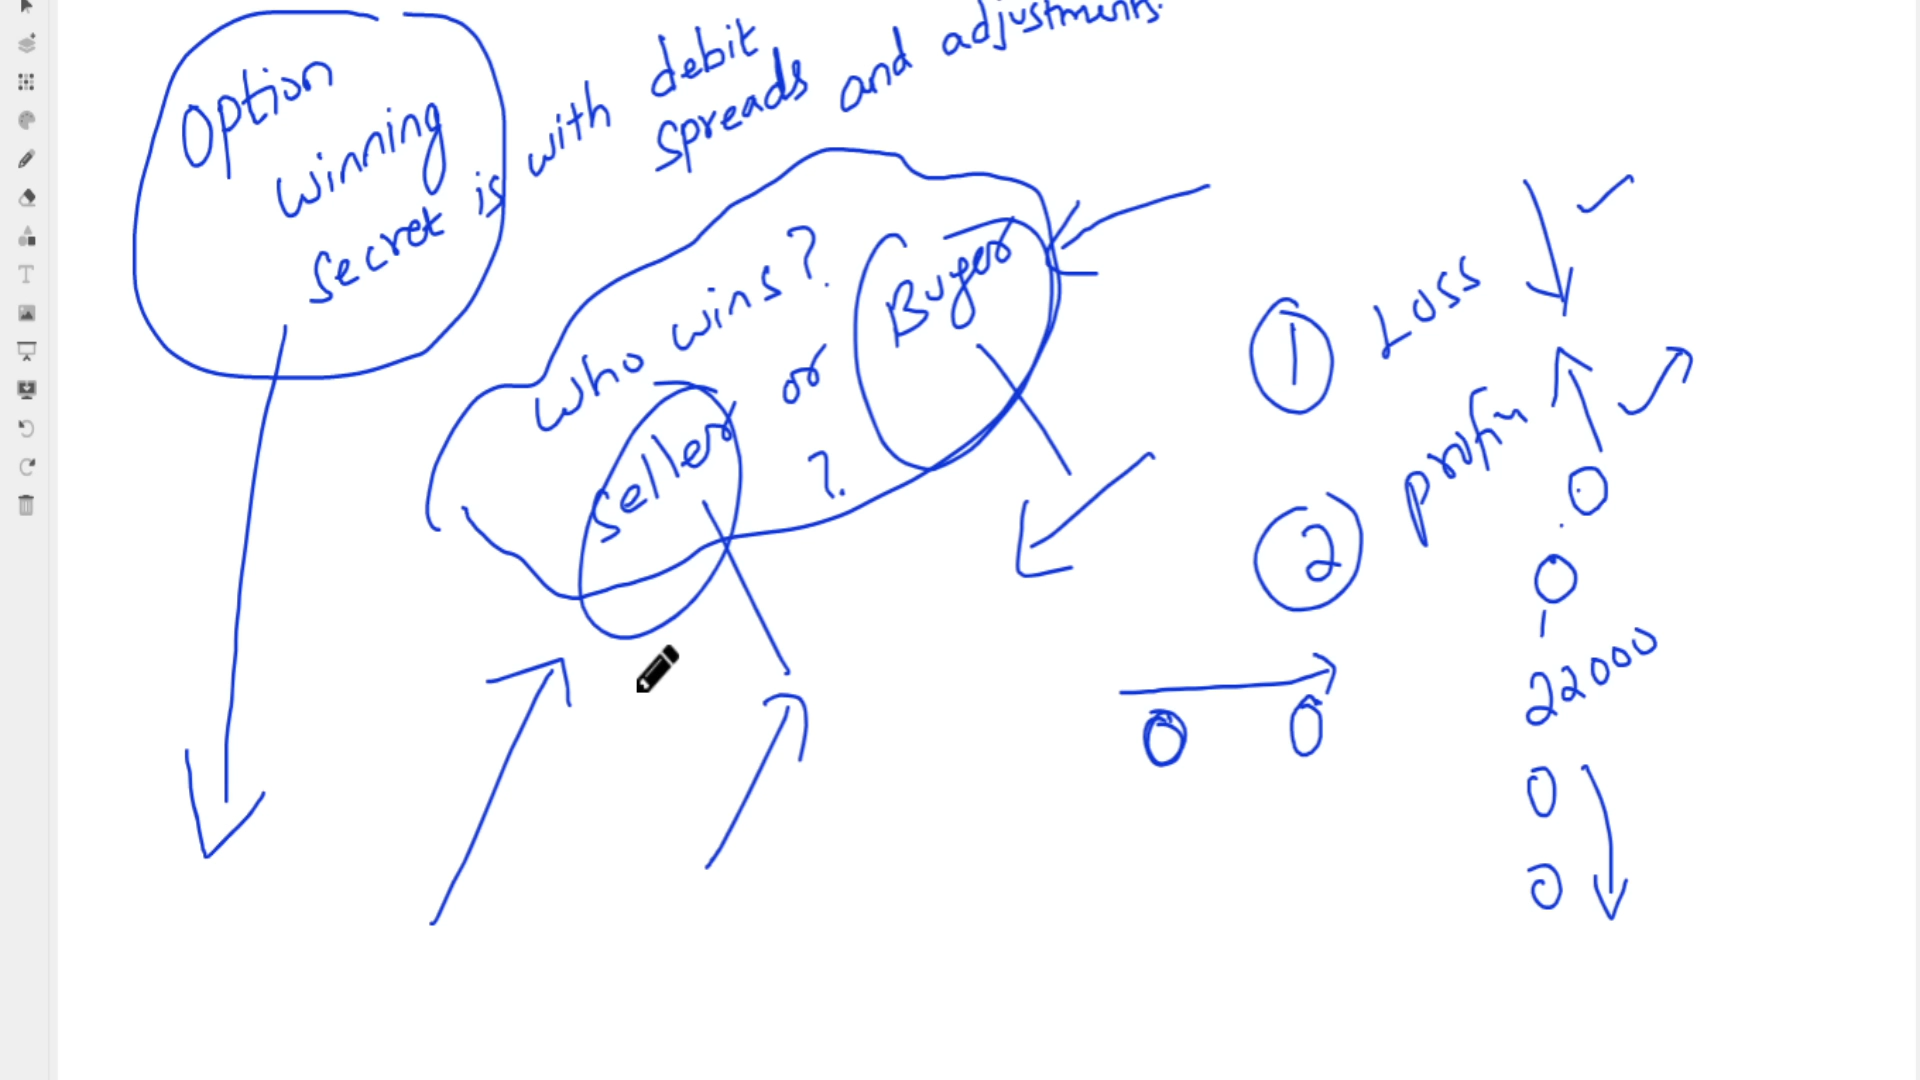 Option
winning
secret is with debit
spreads and adjustments.
who wins?
Seller or Buyer
?
1 Loss
2 profit
22000
0
0
0
0
0 0
T